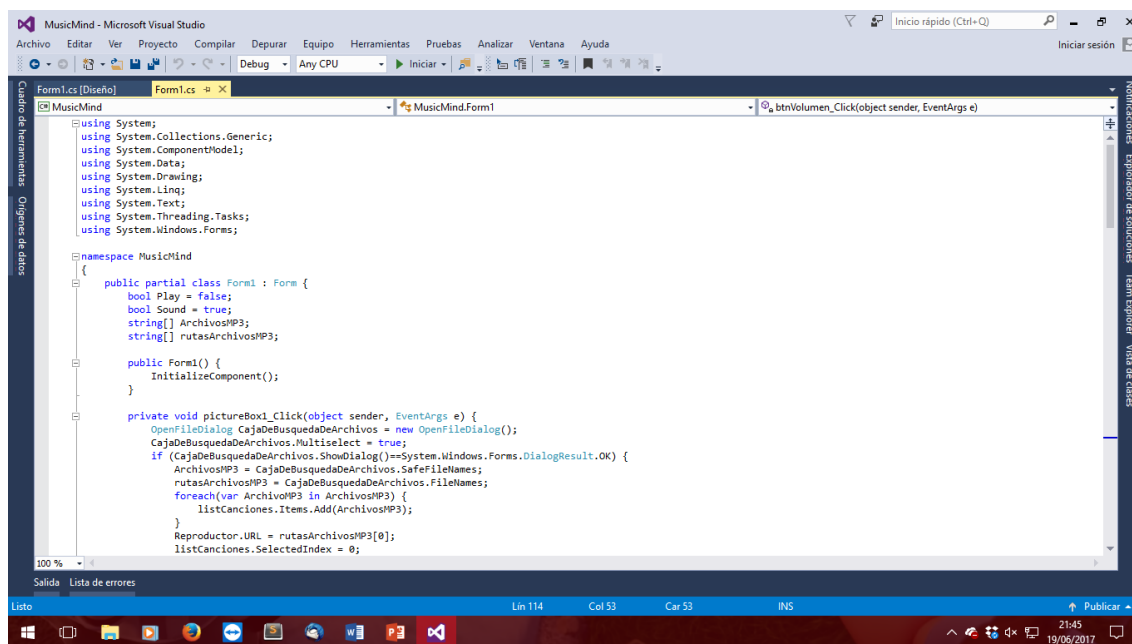 MusicMind - Microsoft Visual Studio
Inicio rápido (Ctrl+Q)
Archivo Editar Ver Proyecto Compilar Depurar Equipo Herramientas Pruebas Analizar Ventana Ayuda
Iniciar sesión
Debug Any CPU Iniciar
Cuadro de herramientas
Orígenes de datos
Form1.cs [Diseño] Form1.cs
MusicMind MusicMind.Form1 btnVolumen_Click(object sender, EventArgs e)
using System;
using System.Collections.Generic;
using System.ComponentModel;
using System.Data;
using System.Drawing;
using System.Linq;
using System.Text;
using System.Threading.Tasks;
using System.Windows.Forms;
namespace MusicMind
{
public partial class Form1 : Form {
bool Play = false;
bool Sound = true;
string[] ArchivosMP3;
string[] rutasArchivosMP3;
public Form1() {
InitializeComponent();
}
private void pictureBox1_Click(object sender, EventArgs e) {
OpenFileDialog CajaDeBusquedaDeArchivos = new OpenFileDialog();
CajaDeBusquedaDeArchivos.Multiselect = true;
if (CajaDeBusquedaDeArchivos.ShowDialog()==System.Windows.Forms.DialogResult.OK) {
ArchivosMP3 = CajaDeBusquedaDeArchivos.SafeFileNames;
rutasArchivosMP3 = CajaDeBusquedaDeArchivos.FileNames;
foreach(var ArchivoMP3 in ArchivosMP3) {
listCanciones.Items.Add(ArchivoMP3);
}
Reproductor.URL = rutasArchivosMP3[0];
listCanciones.SelectedIndex = 0;
Notificaciones
Explorador de soluciones
Team Explorer
Vista de clases
100 %
Salida Lista de errores
Listo Lín 114 Col 53 Car 53 INS Publicar
21:45
19/06/2017